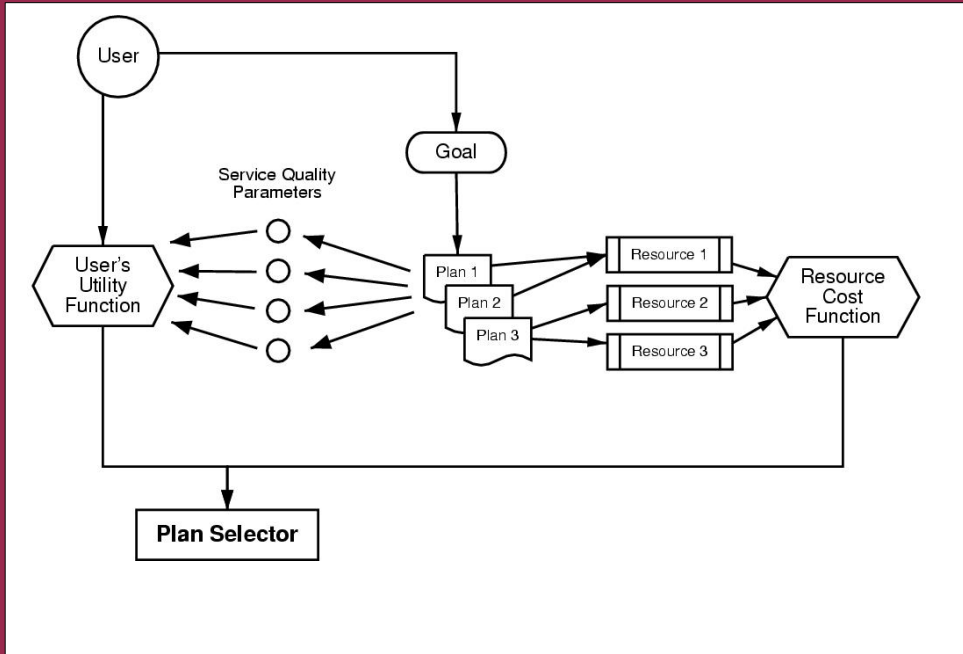 User
Goal
Service Quality
Parameters
User's
Utility
Function
Plan 1
Plan 2
Plan 3
Resource 1
Resource 2
Resource 3
Resource
Cost
Function
Plan Selector